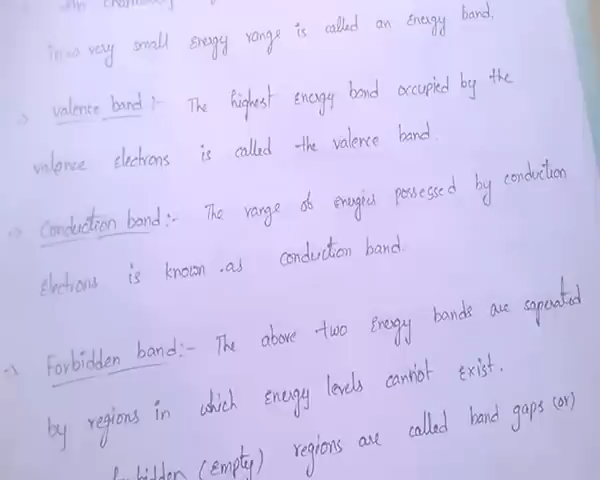 in a very small energy range is called an energy band.
→ valence band :- The highest energy band occupied by the
valence electrons is called the valence band.
→ Conduction band :- The range of energies possessed by conduction
electrons is known as conduction band.
→ Forbidden band :- The above two energy bands are saperated
by regions in which energy levels cannot exist.
(empty) regions are called band gaps (or)